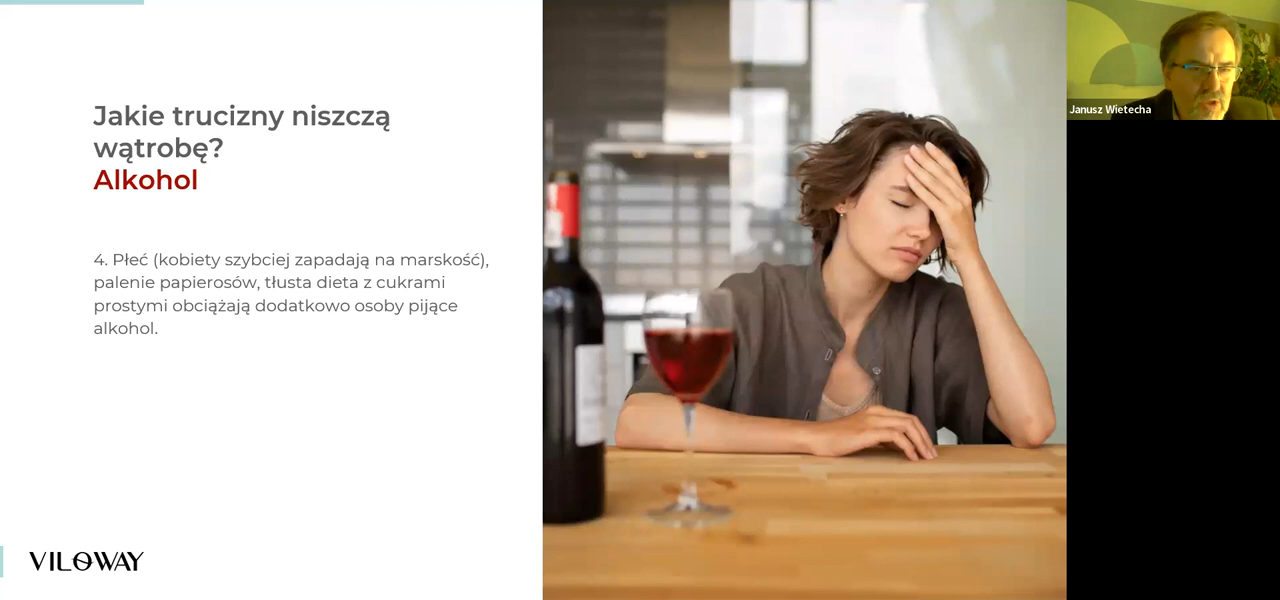 Jakie trucizny niszczą
wątrobę?
Alkohol
4. Płeć (kobiety szybciej zapadają na marskość),
palenie papierosów, tłusta dieta z cukrami
prostymi obciążają dodatkowo osoby pijące
alkohol.
VILOWAY
Janusz Wietecha